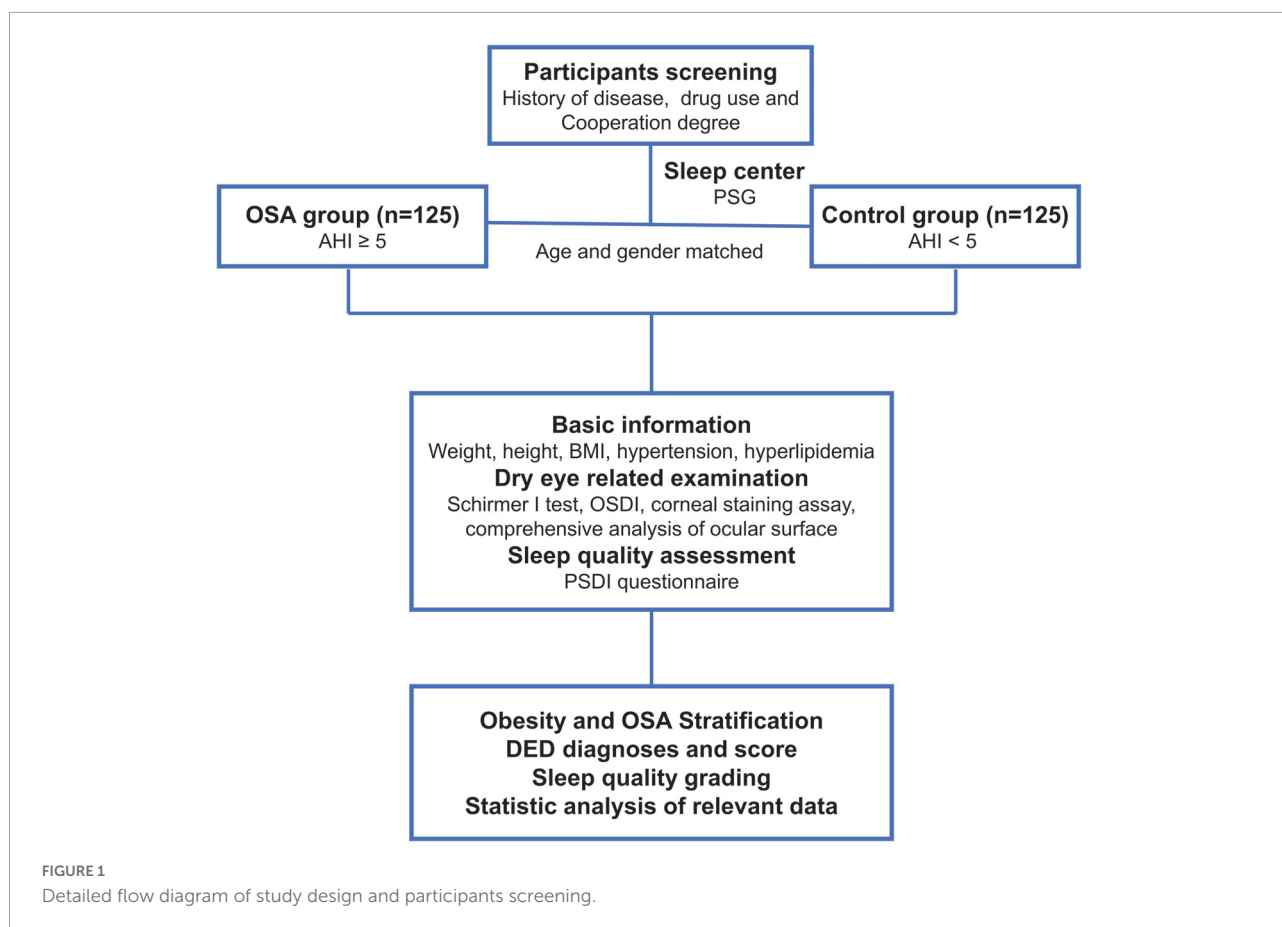 Participants screening
History of disease, drug use and
Cooperation degree
Sleep center
PSG
OSA group (n=125)
AHI ≥ 5
Age and gender matched
Control group (n=125)
AHI < 5
Basic information
Weight, height, BMI, hypertension, hyperlipidemia
Dry eye related examination
Schirmer I test, OSDI, corneal staining assay,
comprehensive analysis of ocular surface
Sleep quality assessment
PSDI questionnaire
Obesity and OSA Stratification
DED diagnoses and score
Sleep quality grading
Statistic analysis of relevant data
FIGURE 1
Detailed flow diagram of study design and participants screening.